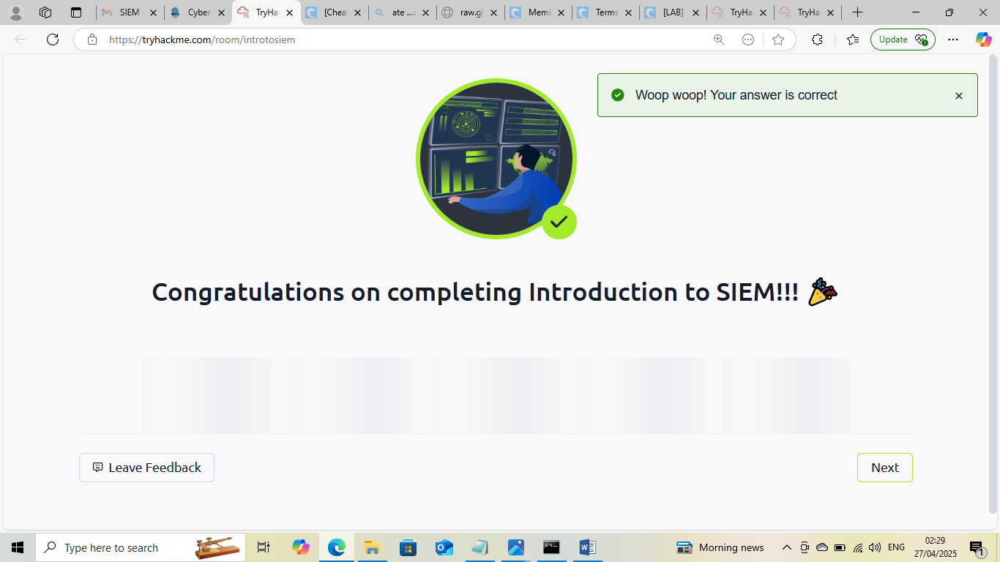 SIEM
Cyber
TryHac
[Chea
ate ...a
raw.gi
Memb
Terms
[LAB]
TryHa
TryHa
https://tryhackme.com/room/introtosiem
Update
Woop woop! Your answer is correct
Congratulations on completing Introduction to SIEM!!!
Leave Feedback
Next
Type here to search
Morning news
ENG
02:29
27/04/2025
1